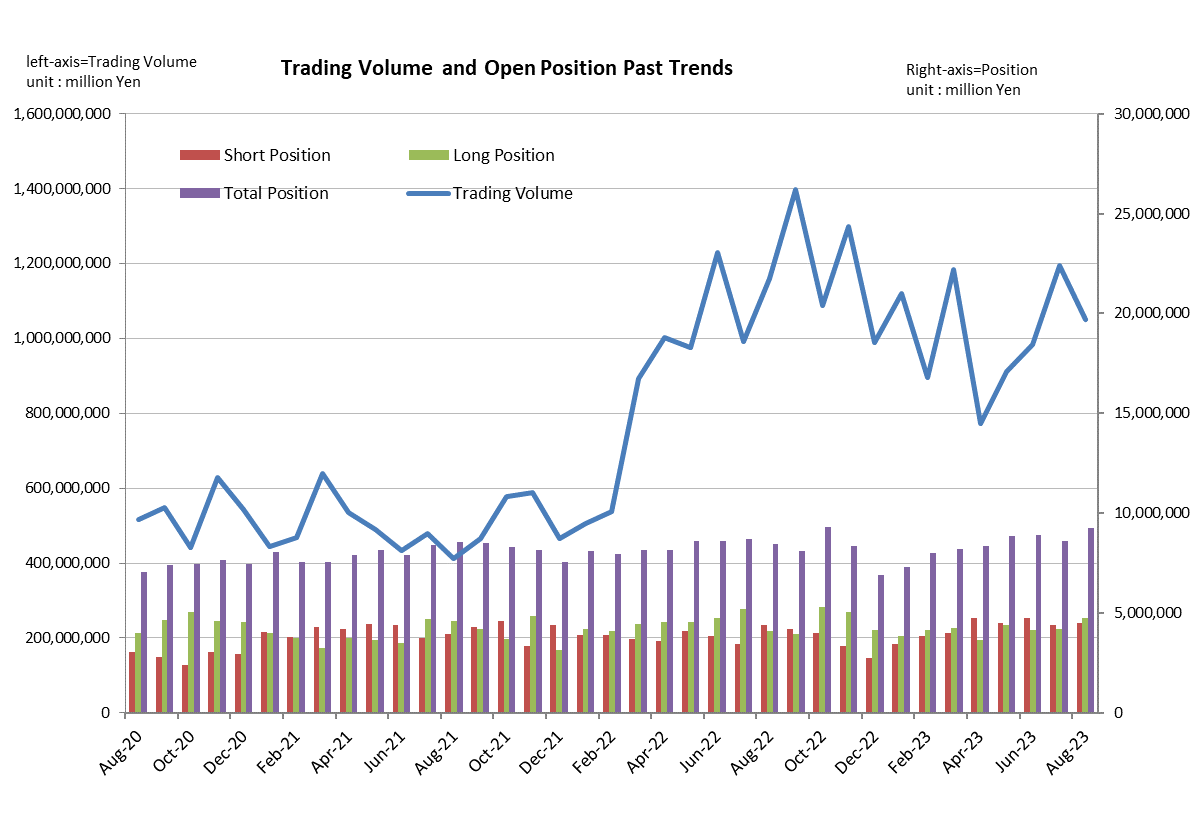 left-axis=Trading Volume
unit : million Yen
Trading Volume and Open Position Past Trends
Right-axis=Position
unit : million Yen
Short Position
Long Position
Total Position
Trading Volume
1,600,000,000
1,400,000,000
1,200,000,000
1,000,000,000
800,000,000
600,000,000
400,000,000
200,000,000
0
30,000,000
25,000,000
20,000,000
15,000,000
10,000,000
5,000,000
0
Aug-20
Oct-20
Dec-20
Feb-21
Apr-21
Jun-21
Aug-21
Oct-21
Dec-21
Feb-22
Apr-22
Jun-22
Aug-22
Oct-22
Dec-22
Feb-23
Apr-23
Jun-23
Aug-23